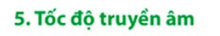 5. Tốc độ truyền âm